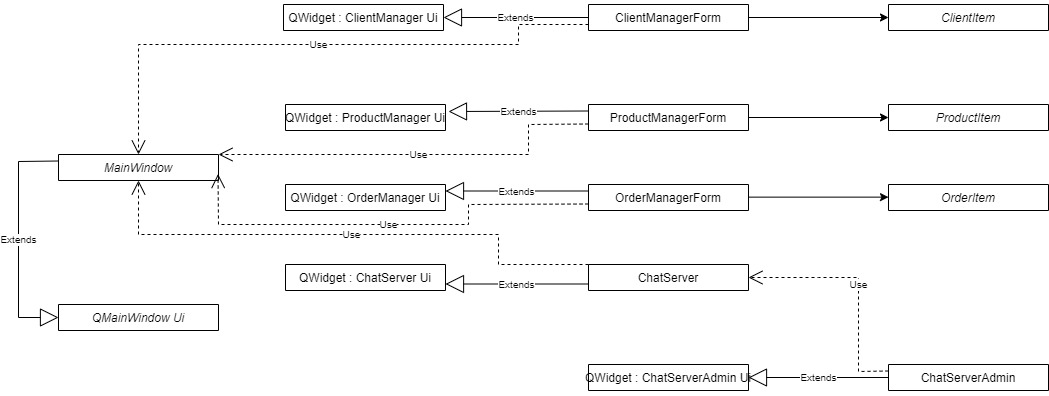 QWidget : ClientManager Ui
Extends
ClientManagerForm
ClientItem
Use
QWidget : ProductManager Ui
Extends
ProductManagerForm
ProductItem
Use
MainWindow
QWidget : OrderManager Ui
Extends
OrderManagerForm
OrderItem
Use
Use
Extends
QWidget : ChatServer Ui
Extends
ChatServer
Use
QMainWindow Ui
QWidget : ChatServerAdmin Ui
Extends
ChatServerAdmin